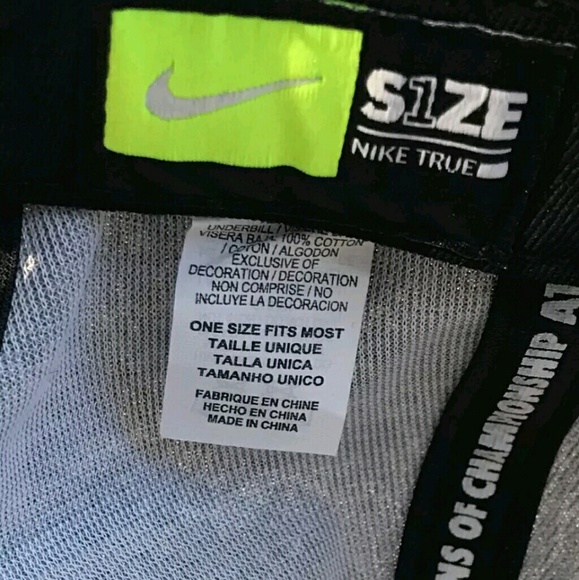 S1ZE
NIKE TRUE
UNDERBILL /
VISERA 100% COTTON
/ COTON / ALGODON
EXCLUSIVE OF
DECORATION / DECORATION
NON COMPRISE / NO
INCLUYE LA DECORACION
ONE SIZE FITS MOST
TAILLE UNIQUE
TALLA UNICA
TAMANHO UNICO
FABRIQUE EN CHINE
HECHO EN CHINA
MADE IN CHINA
NS OF CHAMPIONSHIP AT